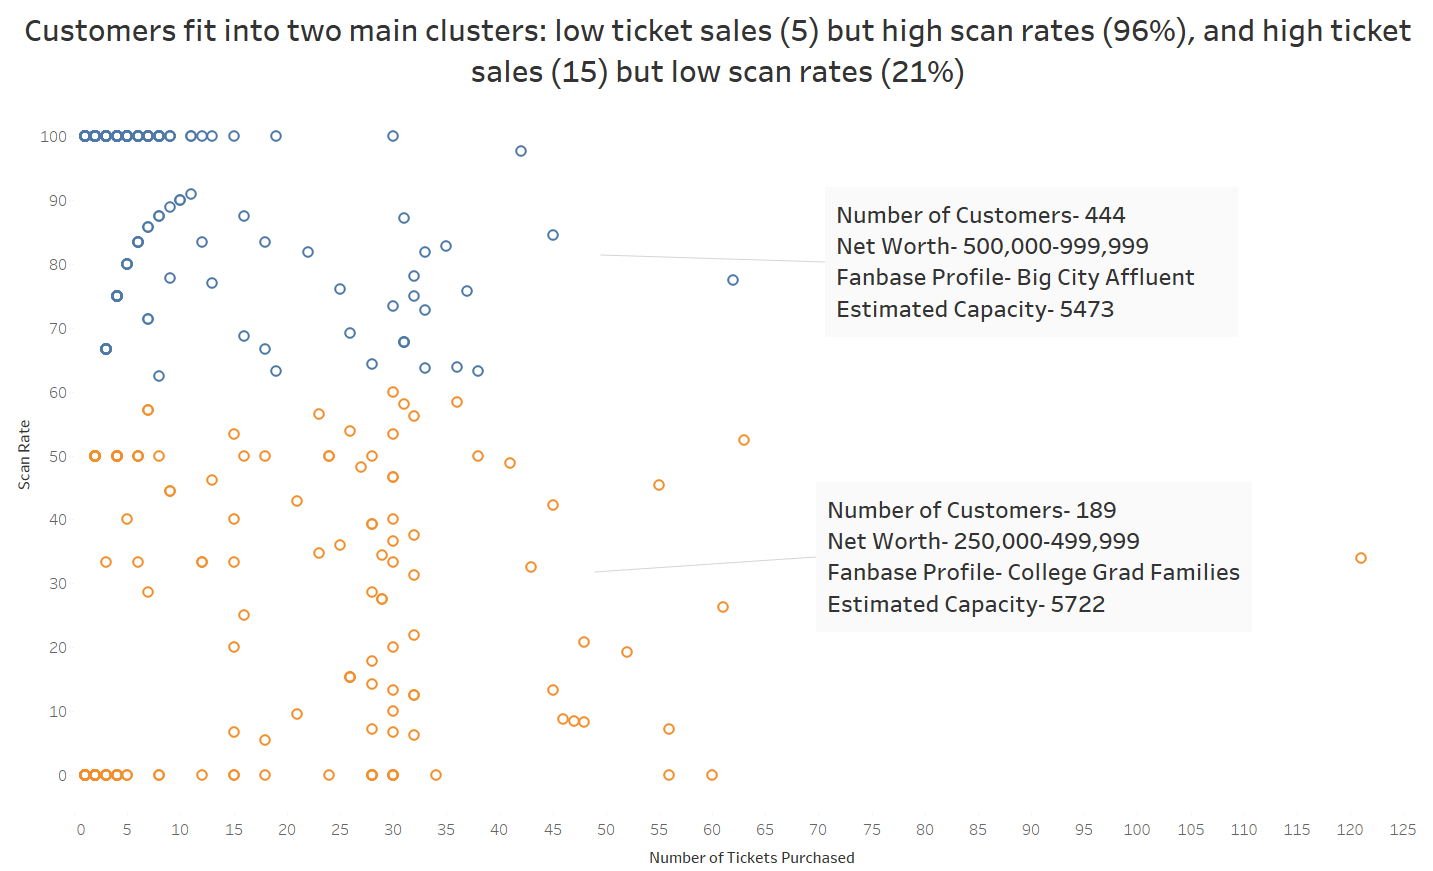 Customers fit into two main clusters: low ticket sales (5) but high scan rates (96%), and high ticket
sales (15) but low scan rates (21%)
100
90
80
70
60
50
40
30
20
10
0
Scan Rate
Number of Customers- 444
Net Worth- 500,000-999,999
Fanbase Profile- Big City Affluent
Estimated Capacity- 5473
Number of Customers- 189
Net Worth- 250,000-499,999
Fanbase Profile- College Grad Families
Estimated Capacity- 5722
0 5 10 15 20 25 30 35 40 45 50 55 60 65 70 75 80 85 90 95 100 105 110 115 120 125
Number of Tickets Purchased